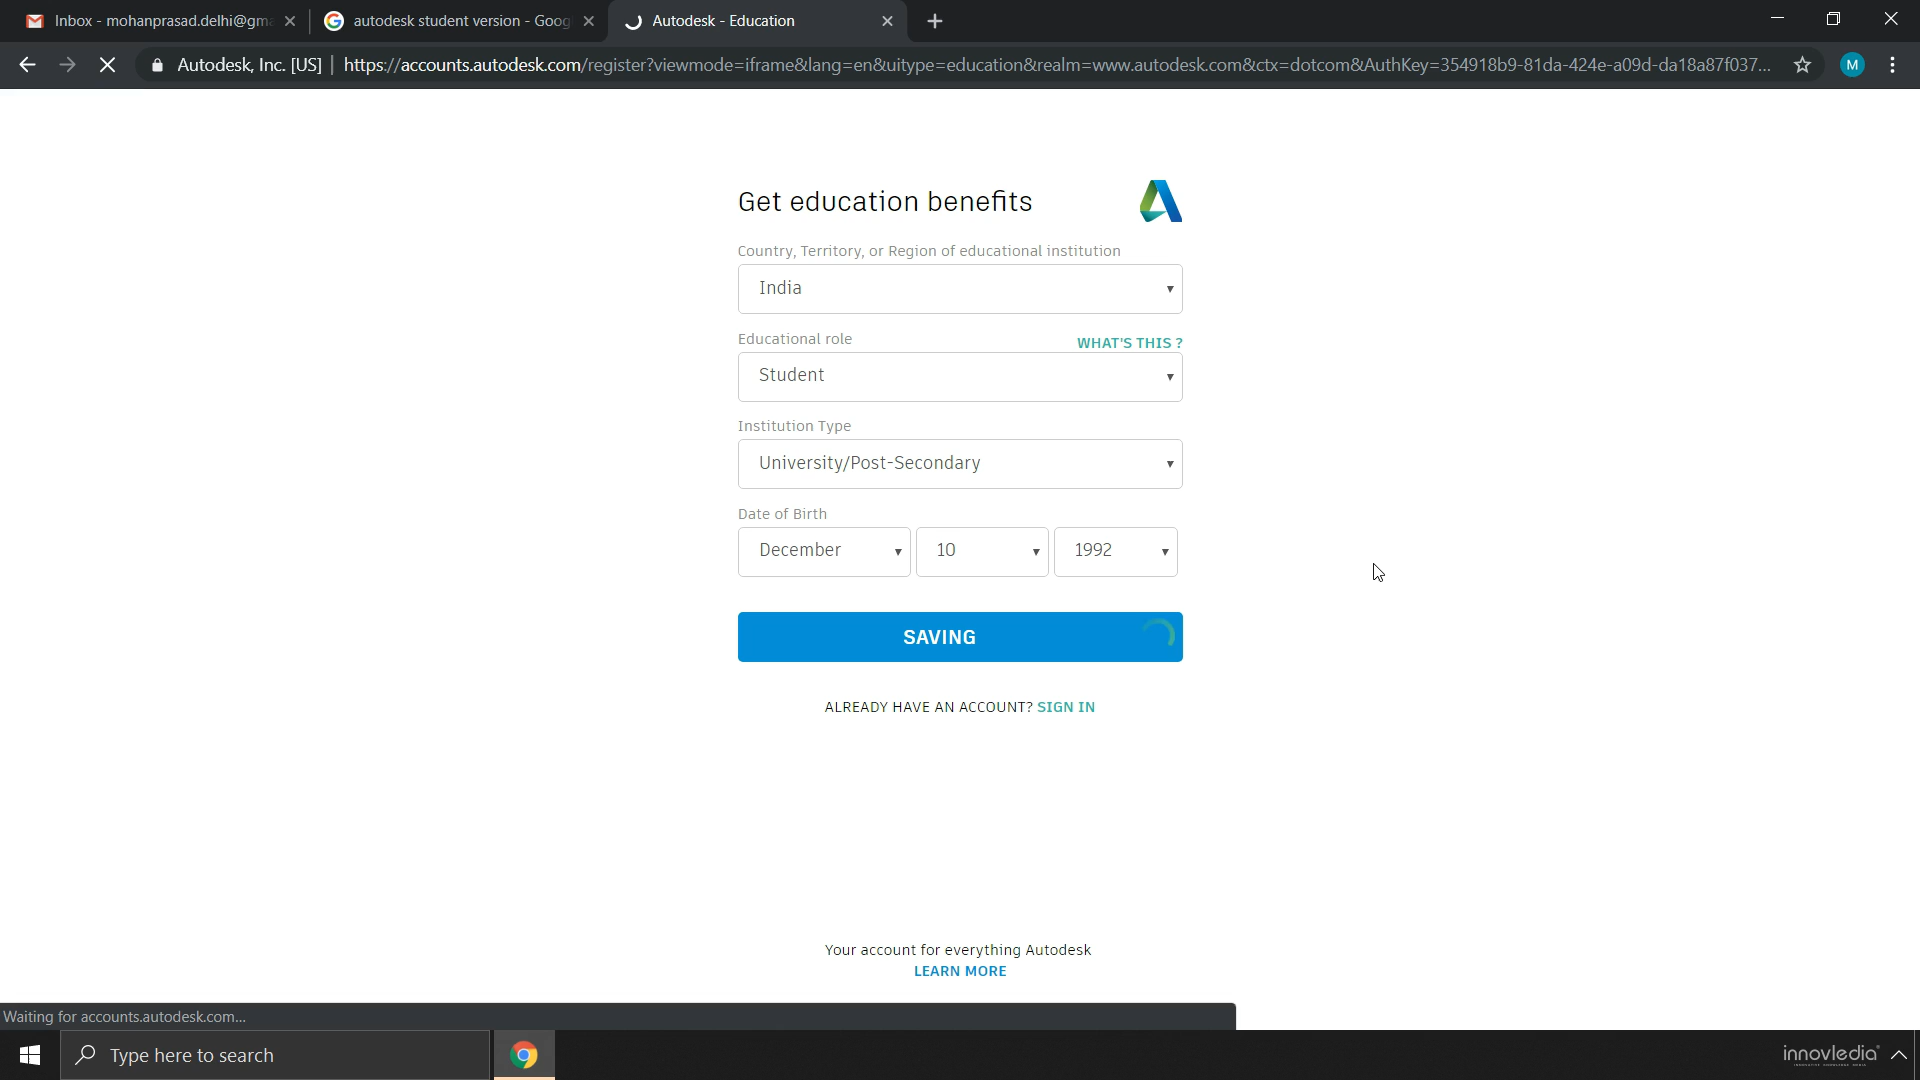 Inbox - mohanprasad.delhi@gma
autodesk student version - Goog
Autodesk - Education
Autodesk, Inc. [US] | https://accounts.autodesk.com/register?viewmode=iframe&lang=en&uitype=education&realm=www.autodesk.com&ctx=dotcom&AuthKey=354918b9-81da-424e-a09d-da18a87f037...
M
Get education benefits
Country, Territory, or Region of educational institution
India
Educational role
WHAT'S THIS ?
Student
Institution Type
University/Post-Secondary
Date of Birth
December 10 1992
SAVING
ALREADY HAVE AN ACCOUNT? SIGN IN
Your account for everything Autodesk
LEARN MORE
Waiting for accounts.autodesk.com...
Type here to search
innovledia